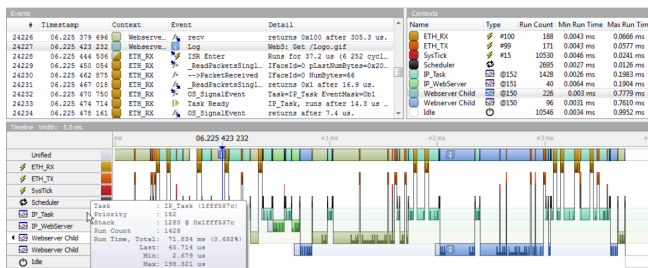 Events
# Timestamp Context Event Detail
24226 06.225 379 696 Webserve... recv returns 0x100 after 305.3 us.
24227 06.225 423 232 Webserve... Log WebS: Get /Logo.gif
24228 06.225 444 536 ETH_RX ISR Enter Runs for 37.2 us (6 252 cycl...
24229 06.225 450 054 ETH_RX _ReadPacketsSingl... IFaceId=0 pLastNumBytes=0x20...
24230 06.225 462 875 ETH_RX -->PacketReceived IFaceId=0 NumBytes=66
24231 06.225 467 018 ETH_RX _ReadPacketsSingl... returns 0x1 after 16.9 us.
24232 06.225 470 750 ETH_RX OS_SignalEvent Task=IP_Task EventMask=0b1
24233 06.225 474 714 ETH_RX Task Ready IP_Task, runs after 14.3 us ...
24234 06.225 478 161 ETH_RX OS_SignalEvent returns after 7.4 us.
Contexts
Name Type Run Count Min Run Time Max Run Tim
ETH_RX #100 188 0.0043 ms 0.0666 ms
ETH_TX #99 171 0.0043 ms 0.0577 ms
SysTick #15 10530 0.0046 ms 0.0241 ms
Scheduler 2695 0.0027 ms 0.0126 ms
IP_Task @152 1428 0.0026 ms 0.1983 ms
IP_WebServer @151 40 0.0064 ms 0.1904 ms
Webserver Child @150 226 0.003 ms 0.7779 ms
Webserver Child @150 96 0.0031 ms 0.7610 ms
Idle 10546 0.0034 ms 0.9952 ms
Timeline Width: 5.0 ms
ms 06.225 423 232 +1 ms +2 ms +3 ms
Unified
ETH_RX
ETH_TX
SysTick
Scheduler
IP_Task
IP_WebServer
Webserver Child
Webserver Child
Idle
Task : IP_Task (1fff587c)
Priority : 152
Stack : 1280 @ 0x1fff537c
Run Count : 1428
Run Time, Total: 71.834 ms (0.682%)
Last: 45.714 us
Min: 2.679 us
Max: 198.321 us